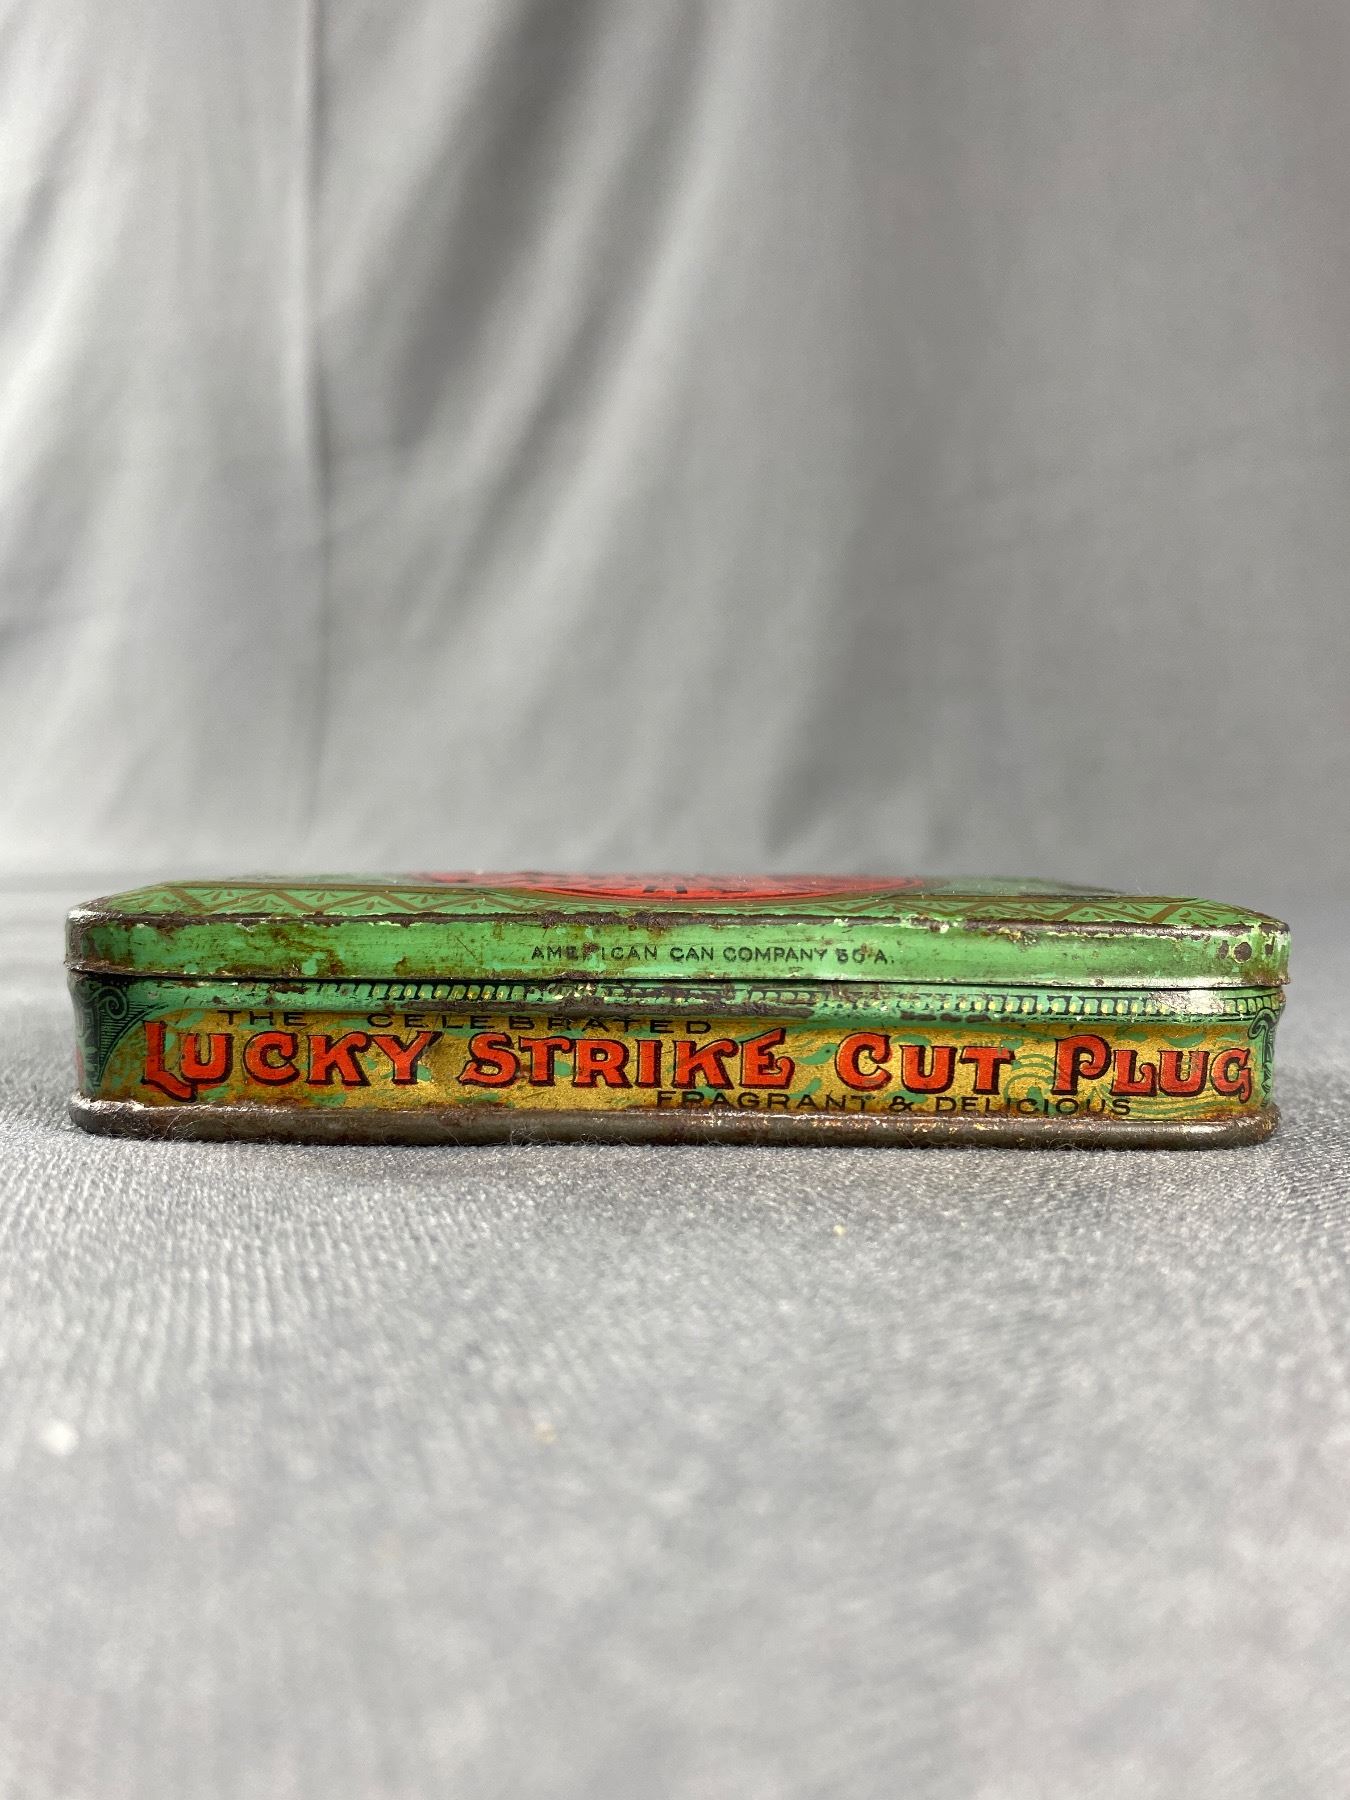 AMERICAN CAN COMPANY 50 A.
THE CELEBRATED
LUCKY STRIKE CUT PLUG
FRAGRANT & DELICIOUS